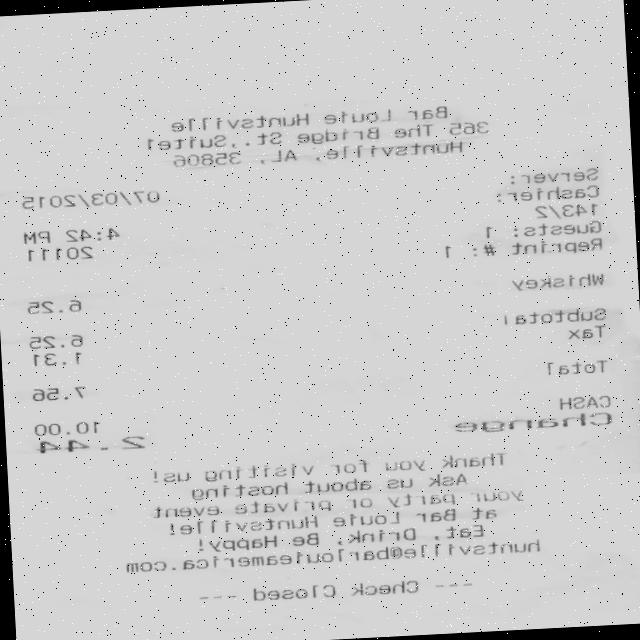 Bar Louie Huntsville
365 The Bridge St.,Suite1
Huntsville, AL, 35806
Server: 07/03/2015
Cashier:
143/2 4:42 PM
Guests: 1 20111
Reprint #: 1
Whiskey 6.25
Subtotal 6.25
Tax 1.31
Total 7.56
CASH 10.00
Change 2.44
Thank you for visiting us!
Ask us about hosting
your party or private event
at Bar Louie Huntsville!
Eat, Drink, Be Happy!
huntsville@barlouieamerica.com
--- Check Closed ---